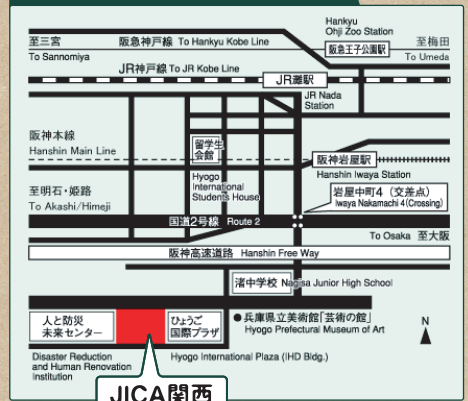 Hankyu
Ohji Zoo Station
至三宮 阪急神戸線 To Hankyu Kobe Line 阪急王子公園駅 至梅田
To Sannomiya To Umeda
JR神戸線 To JR Kobe Line JR灘駅
JR Nada
Station
阪神本線
Hanshin Main Line
留学生
会館
Hyogo
International
Students House
阪神岩屋駅
Hanshin Iwaya Station
至明石・姫路
To Akashi/Himeji
岩屋中町4（交差点）
Iwaya Nakamachi 4(Crossing)
国道2号線 Route 2
To Osaka 至大阪
阪神高速道路 Hanshin Free Way
渚中学校 Nagisa Junior High School
人と防災
未来センター
ひょうご
国際プラザ
●兵庫県立美術館「芸術の館」
Hyogo Prefectural Museum of Art
N
Disaster Reduction
and Human Renovation
Institution
Hyogo International Plaza (IHD Bldg.)
JICA関西